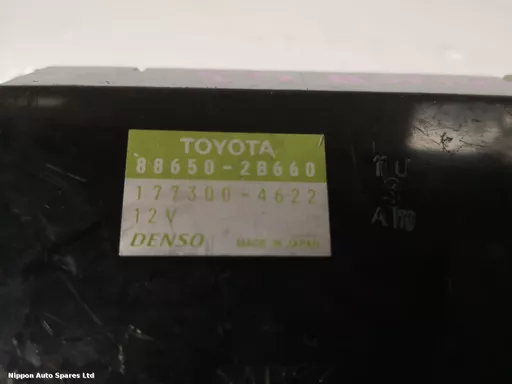 TOYOTA
88650-2B660
177300-4622
12V
DENSO MADE IN JAPAN
Nippon Auto Spares Ltd